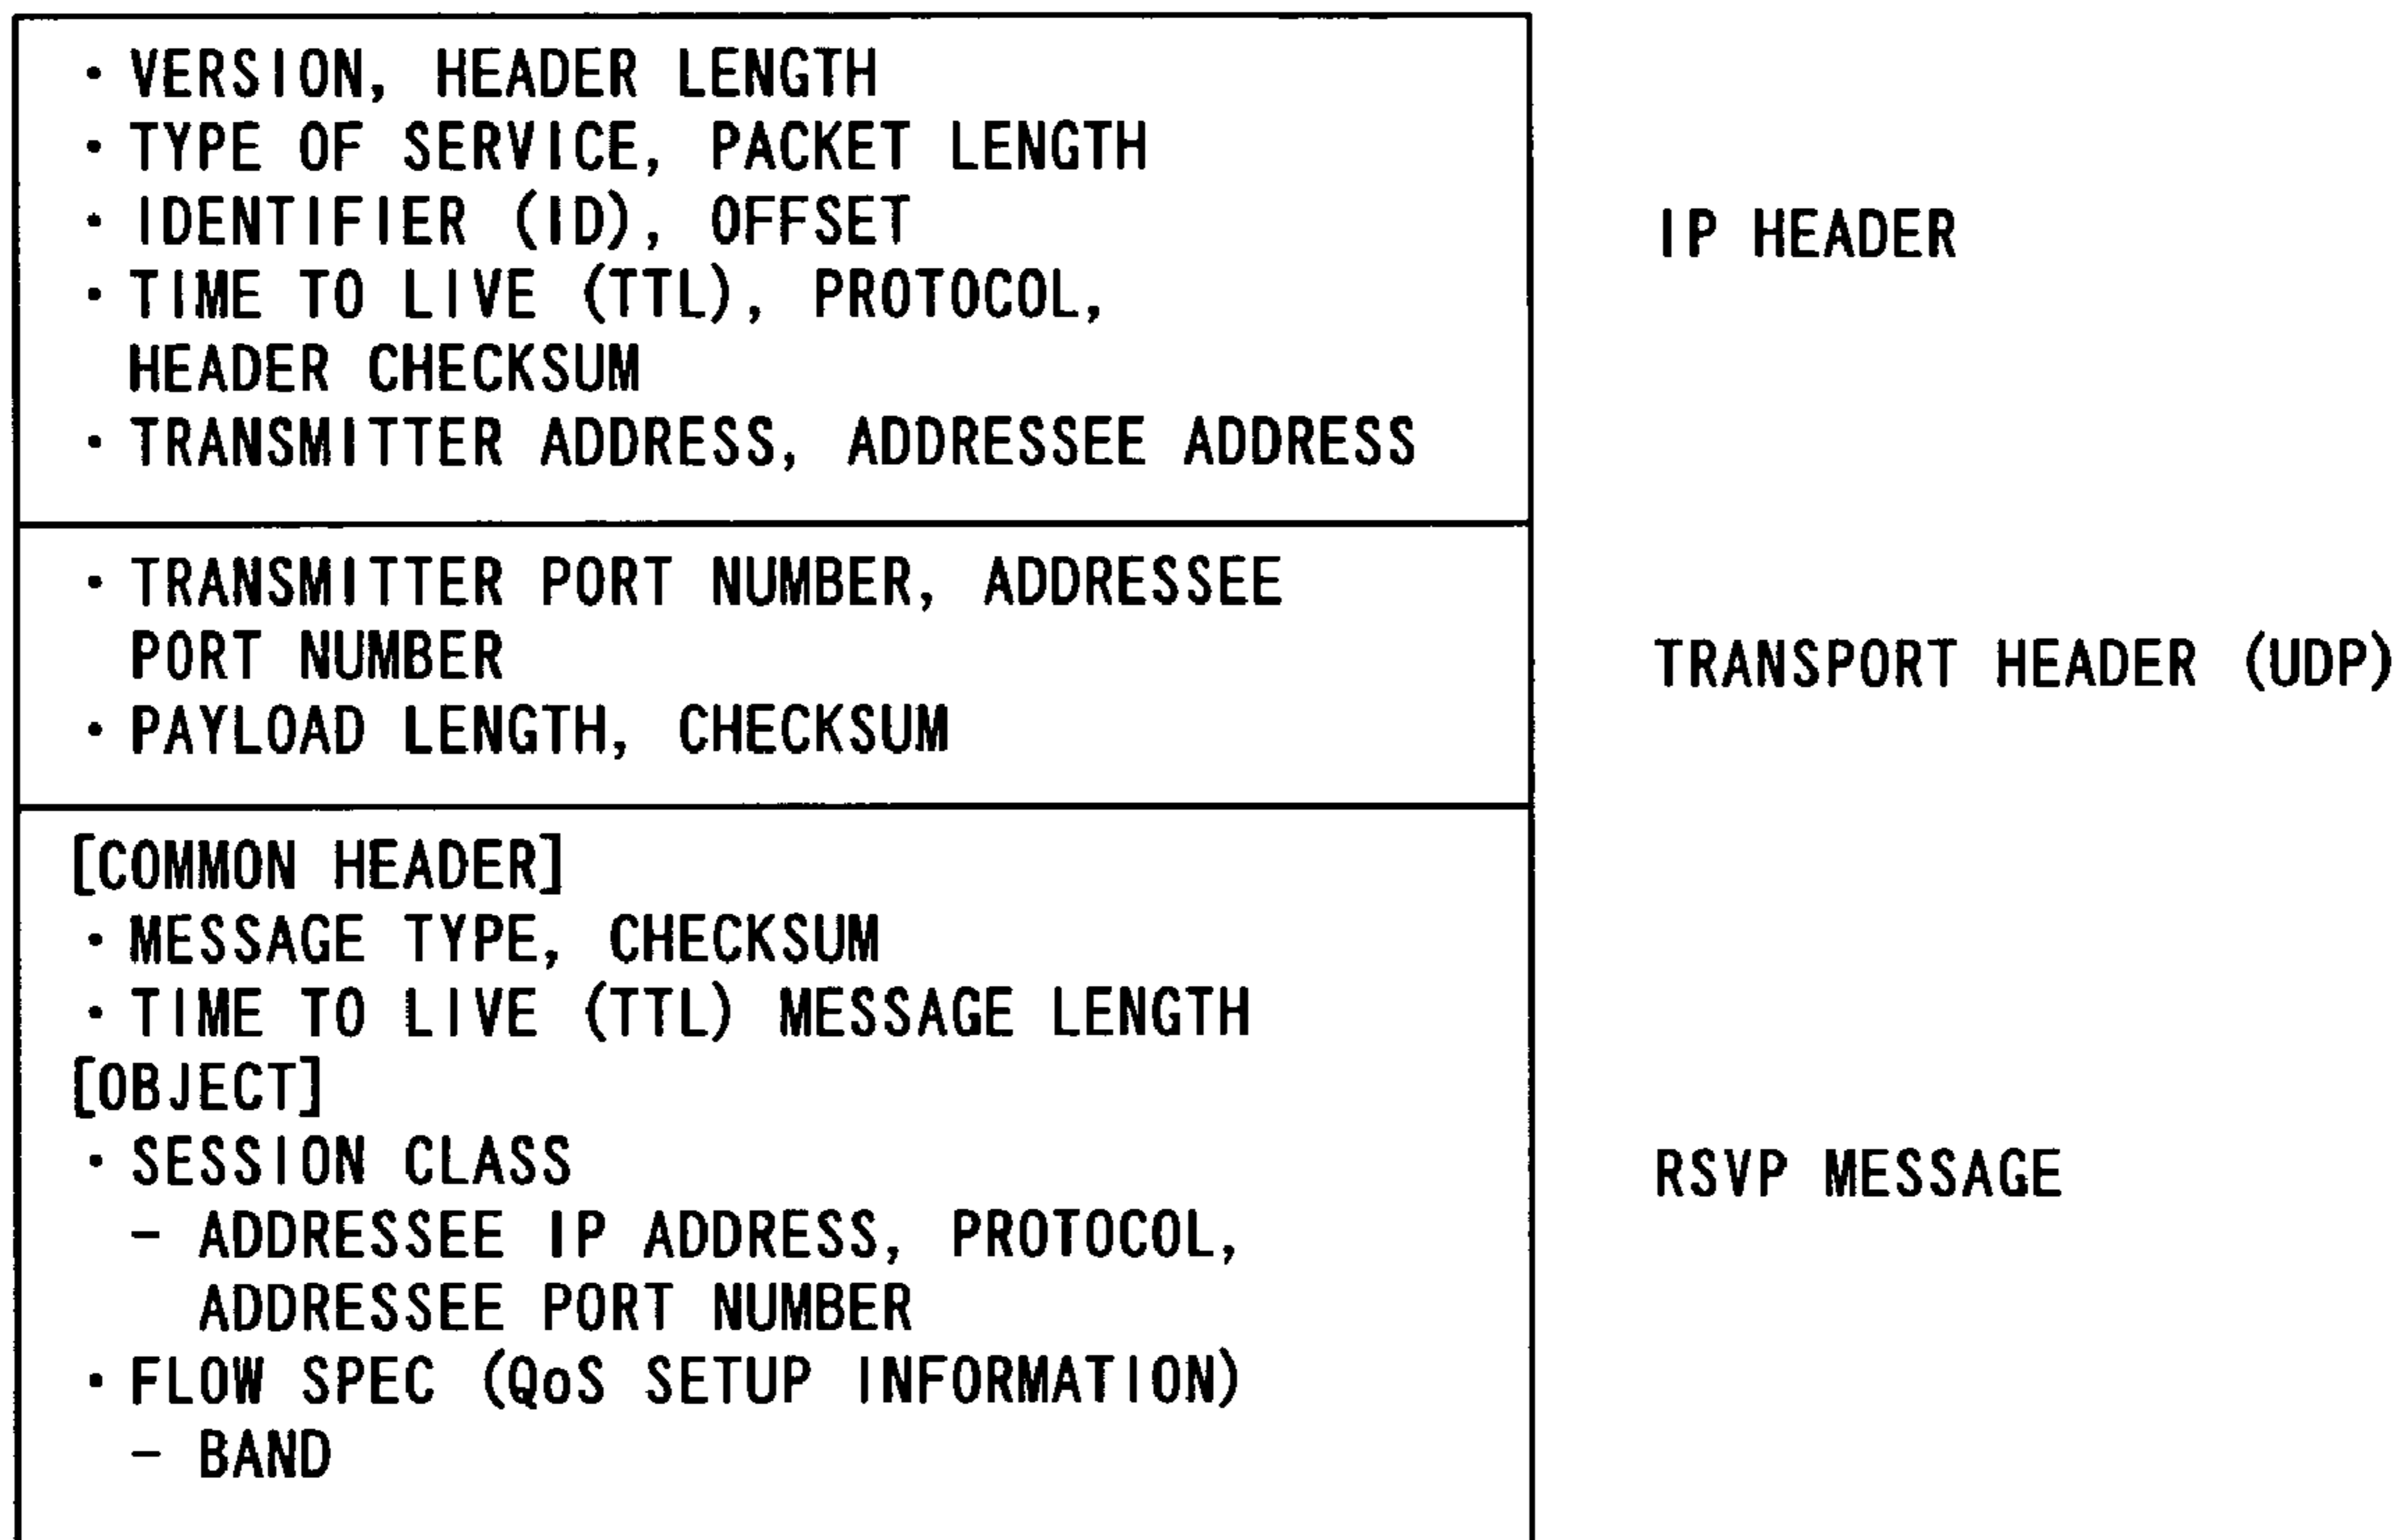 ・VERSION, HEADER LENGTH
・TYPE OF SERVICE, PACKET LENGTH
・IDENTIFIER (ID), OFFSET
・TIME TO LIVE (TTL), PROTOCOL,
HEADER CHECKSUM
・TRANSMITTER ADDRESS, ADDRESSEE ADDRESS
IP HEADER
・TRANSMITTER PORT NUMBER, ADDRESSEE
PORT NUMBER
・PAYLOAD LENGTH, CHECKSUM
TRANSPORT HEADER (UDP)
[COMMON HEADER]
・MESSAGE TYPE, CHECKSUM
・TIME TO LIVE (TTL) MESSAGE LENGTH
[OBJECT]
・SESSION CLASS
- ADDRESSEE IP ADDRESS, PROTOCOL,
ADDRESSEE PORT NUMBER
・FLOW SPEC (QoS SETUP INFORMATION)
- BAND
RSVP MESSAGE